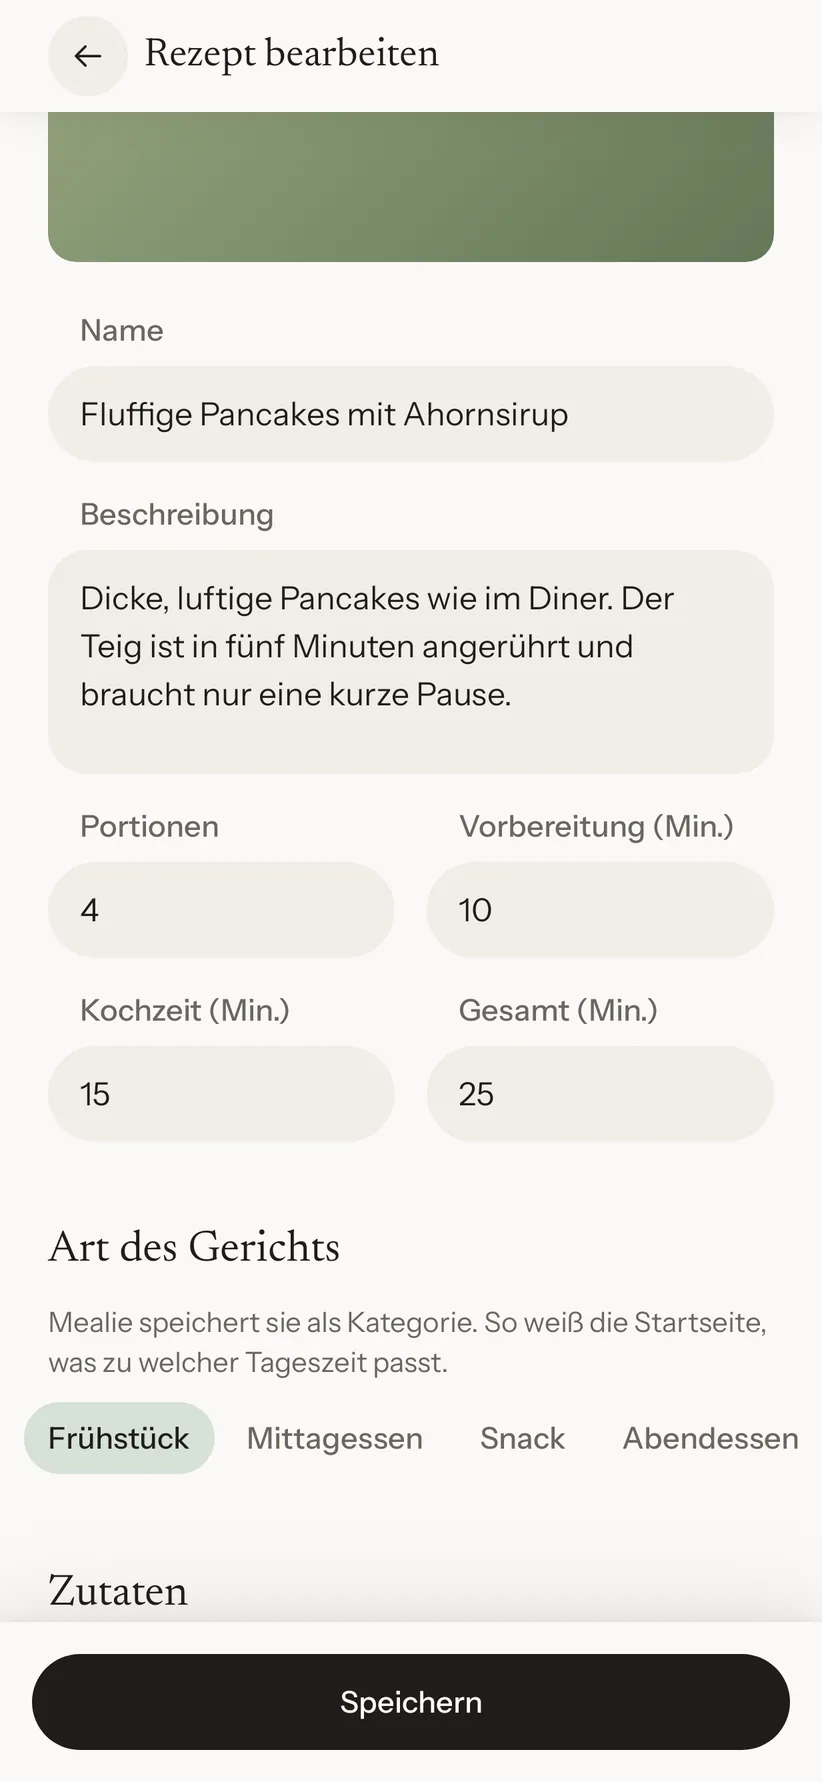 Rezept bearbeiten
Name
Fluffige Pancakes mit Ahornsirup
Beschreibung
Dicke, luftige Pancakes wie im Diner. Der
Teig ist in fünf Minuten angerührt und
braucht nur eine kurze Pause.
Portionen
Vorbereitung (Min.)
4
10
Kochzeit (Min.)
Gesamt (Min.)
15
25
Art des Gerichts
Mealie speichert sie als Kategorie. So weiß die Startseite,
was zu welcher Tageszeit passt.
Frühstück Mittagessen Snack Abendessen
Zutaten
Speichern